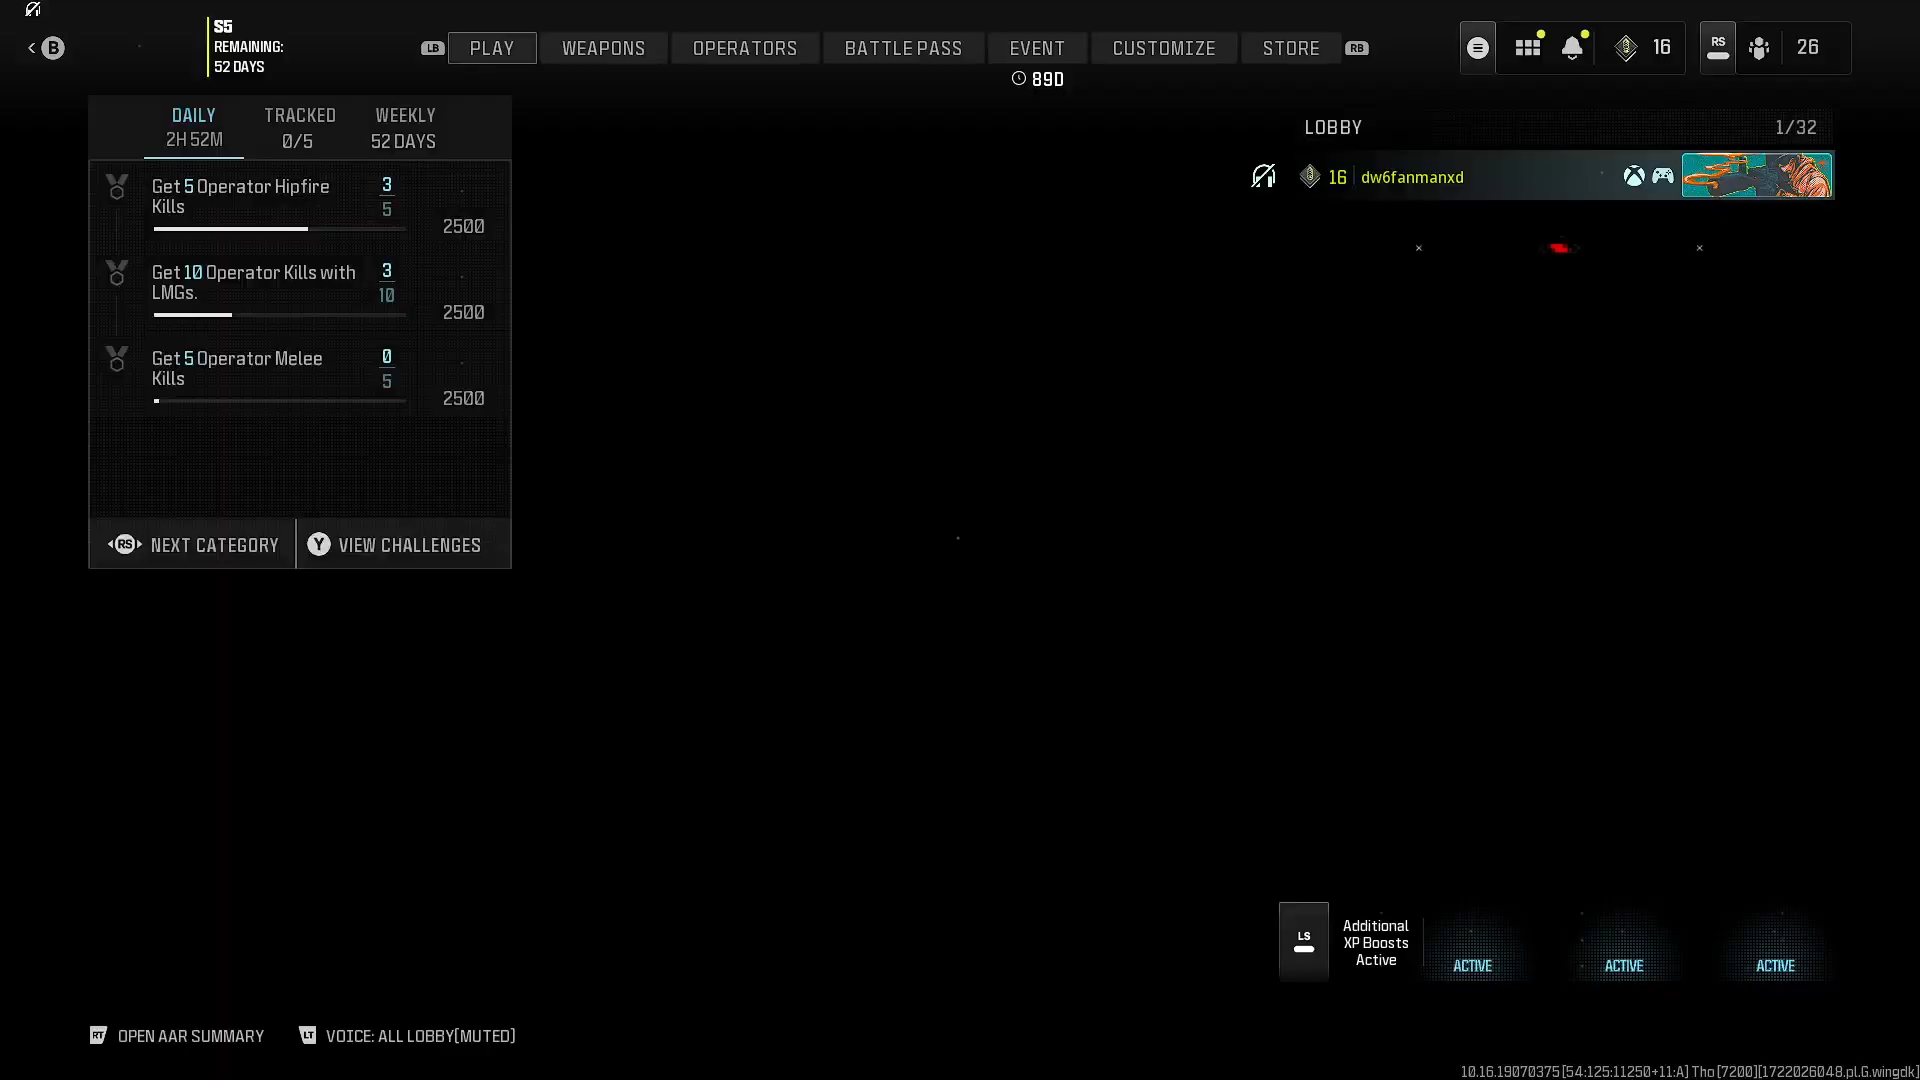 S5
REMAINING:
52 DAYS
B
LB
PLAY
WEAPONS
OPERATORS
BATTLE PASS
EVENT
CUSTOMIZE
STORE
RB
89D
16
RS
26
DAILY
2H 52M
TRACKED
0/5
WEEKLY
52 DAYS
Get 5 Operator Hipfire
Kills
3
5
2500
Get 10 Operator Kills with
LMGs.
3
10
2500
Get 5 Operator Melee
Kills
0
5
2500
RS NEXT CATEGORY
Y VIEW CHALLENGES
LOBBY
1/32
16 dw6fanmanxd
LS
Additional
XP Boosts
Active
ACTIVE
ACTIVE
ACTIVE
RT OPEN AAR SUMMARY
LT VOICE: ALL LOBBY[MUTED]
10.16.19070375 [54:125:11250+11:A] Tho [7200][1722026048.pl.G.wingdk]